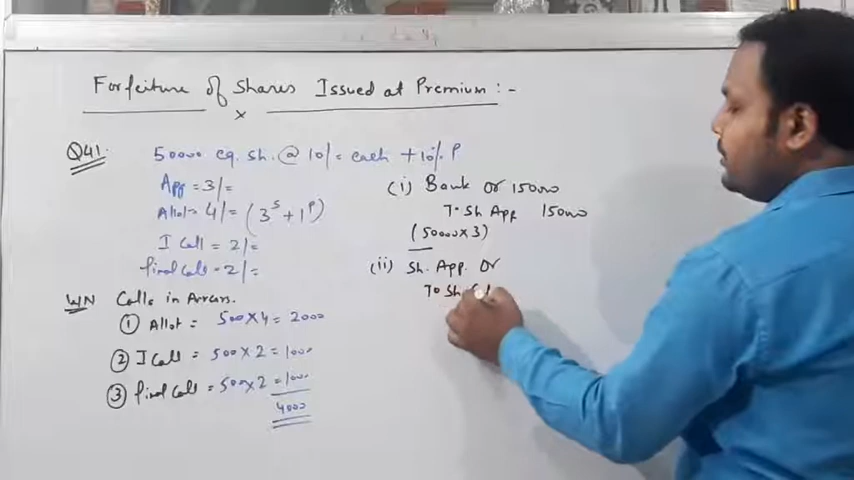 Forfeiture of Shares Issued at Premium :-
x
Q41. 50000 eq. sh. @ 10/= each + 10% P
App = 3/=
Allot = 4/= (3S + 1P)
I Call = 2/=
final Call = 2/=
WN Calls in Arrears.
① Allot = 500 X 4 = 2000
② I Call = 500 X 2 = 1000
③ final Call = 500 X 2 = 1000
4000
(i) Bank Dr 150000
To Sh App 150000
(50000 X 3)
(ii) Sh. App. Dr
To Sh.